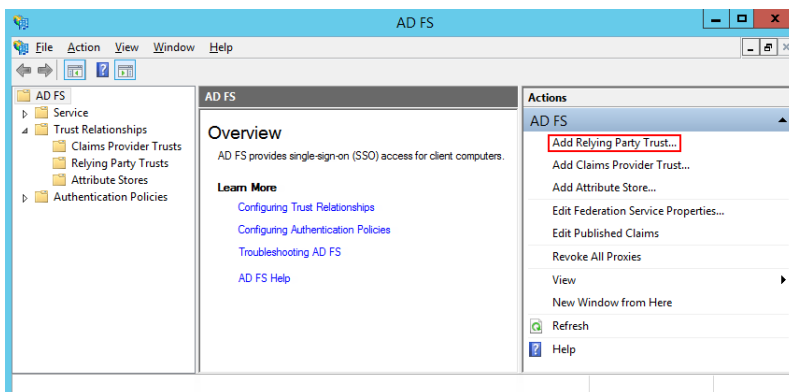 AD FS
File Action View Window Help
AD FS
Service
Trust Relationships
Claims Provider Trusts
Relying Party Trusts
Attribute Stores
Authentication Policies
AD FS
Overview
AD FS provides single-sign-on (SSO) access for client computers.
Learn More
Configuring Trust Relationships
Configuring Authentication Policies
Troubleshooting AD FS
AD FS Help
Actions
AD FS
Add Relying Party Trust...
Add Claims Provider Trust...
Add Attribute Store...
Edit Federation Service Properties...
Edit Published Claims
Revoke All Proxies
View
New Window from Here
Refresh
Help